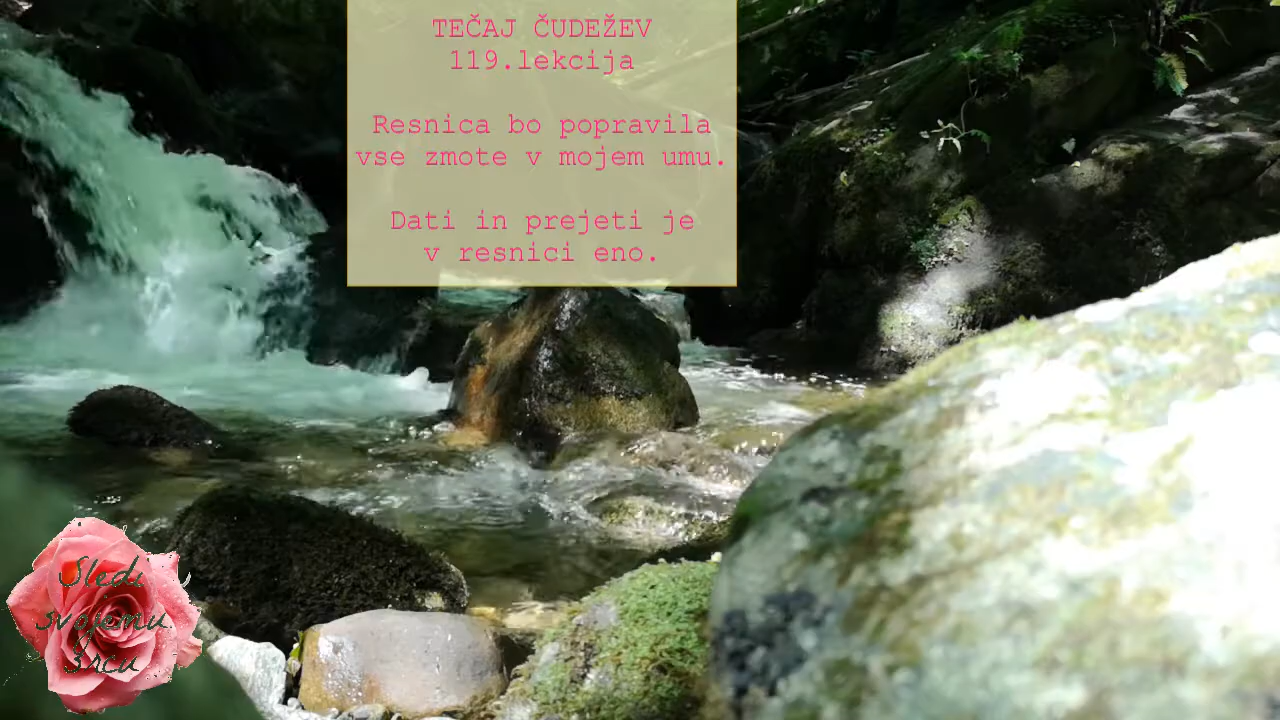 TEČAJ ČUDEŽEV
119.lekcija
Resnica bo popravila
vse zmote v mojem umu.
Dati in prejeti je
v resnici eno.
Sledi
svojemu
srcu